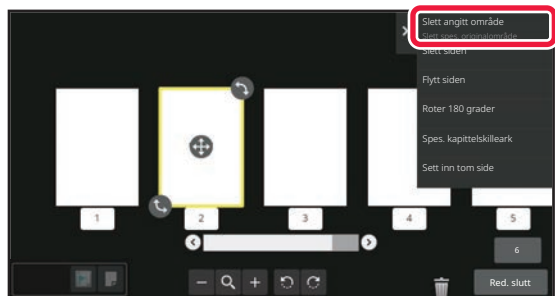 Slett angitt område
Slett spes. originalområde
Slett siden
Flytt siden
Roter 180 grader
Spes. kapittelskilleark
Sett inn tom side
1
2
3
4
5
6
Red. slutt